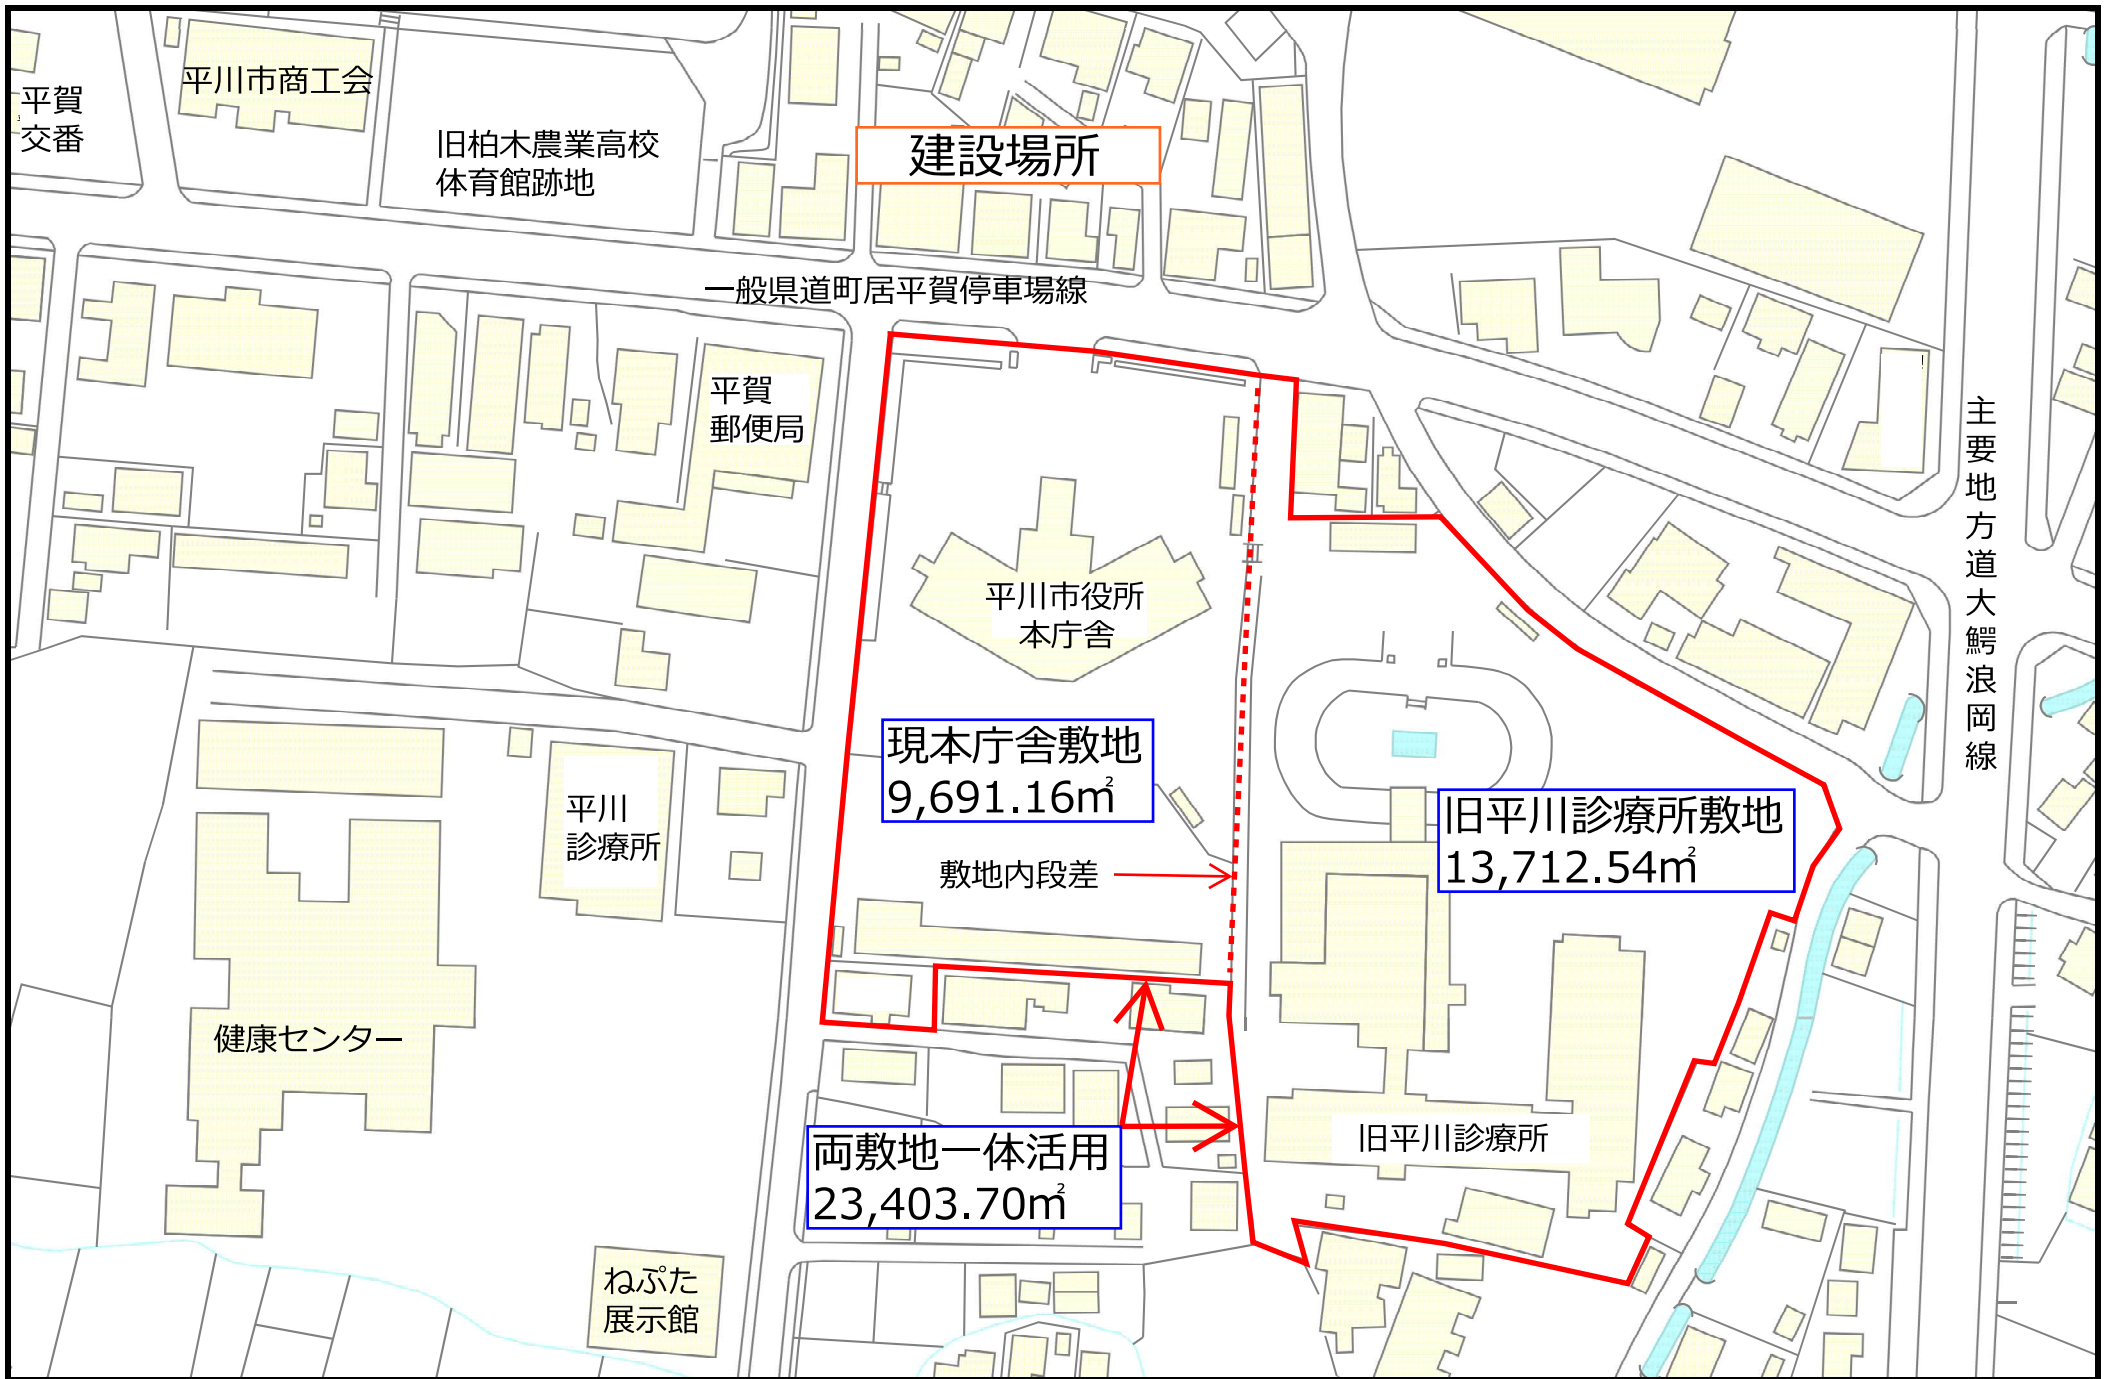 平川市商工会
平賀
交番
旧柏木農業高校
体育館跡地
建設場所
一般県道町居平賀停車場線
平賀
郵便局
主要地方道大鰐浪岡線
平川市役所
本庁舎
現本庁舎敷地
9,691.16㎡
平川
診療所
旧平川診療所敷地
13,712.54㎡
敷地内段差
健康センター
旧平川診療所
両敷地一体活用
23,403.70㎡
ねぷた
展示館